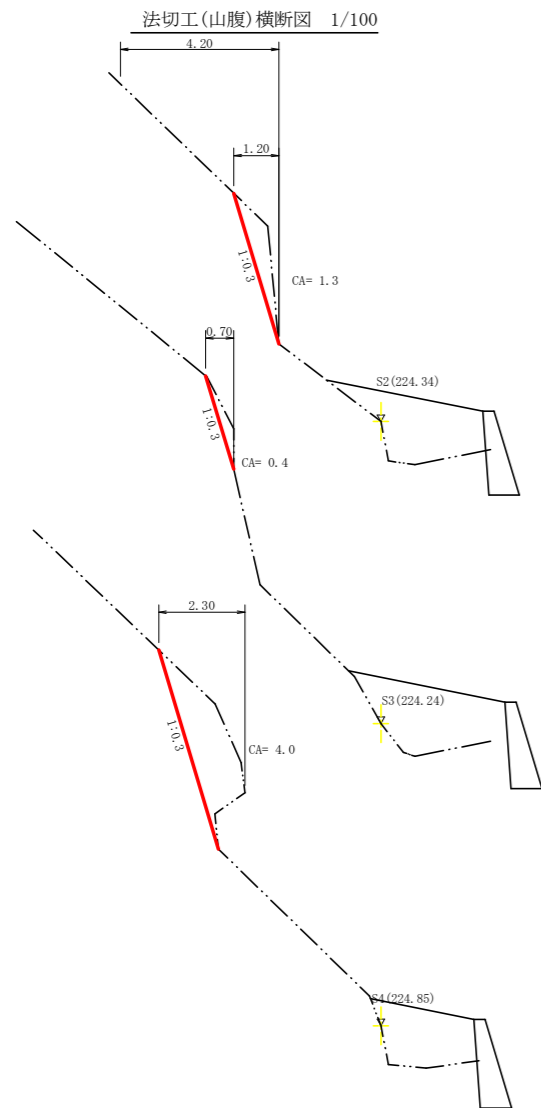 法切工(山腹)横断図 1/100
4.20
1.20
1:0.3
CA= 1.3
0.70
S2(224.34)
1:0.3
CA= 0.4
2.30
S3(224.24)
1:0.3
CA= 4.0
S4(224.85)